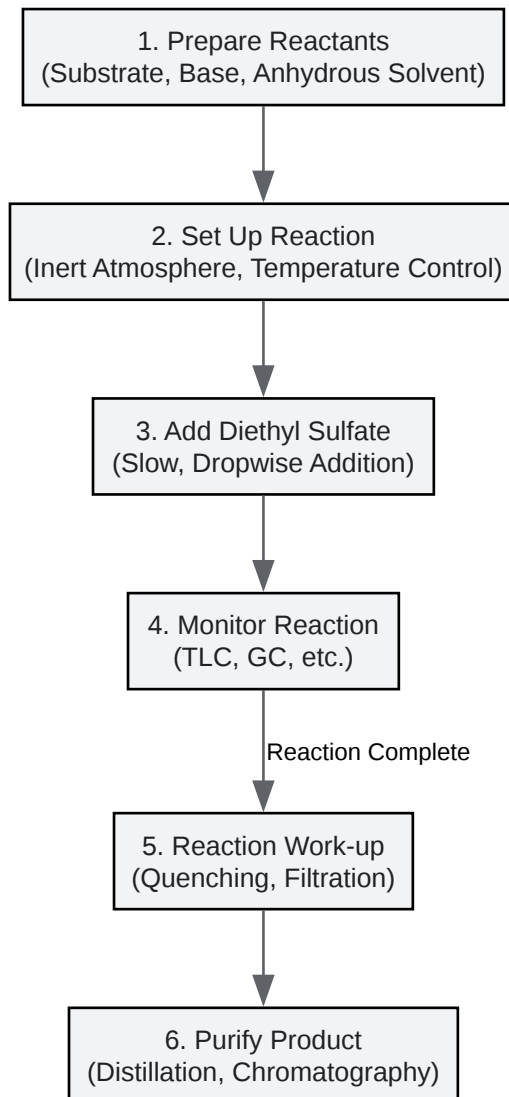 1. Prepare Reactants
(Substrate, Base, Anhydrous Solvent)
2. Set Up Reaction
(Inert Atmosphere, Temperature Control)
3. Add Diethyl Sulfate
(Slow, Dropwise Addition)
4. Monitor Reaction
(TLC, GC, etc.)
Reaction Complete
5. Reaction Work-up
(Quenching, Filtration)
6. Purify Product
(Distillation, Chromatography)